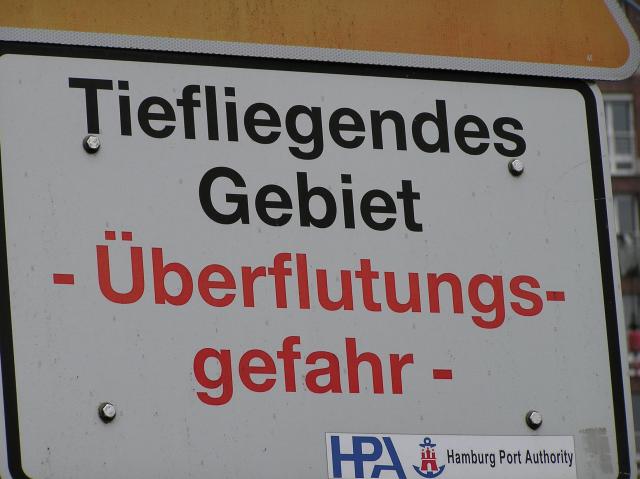 Tiefliegendes
Gebiet
- Überflutungs-
gefahr -
HPA Hamburg Port Authority